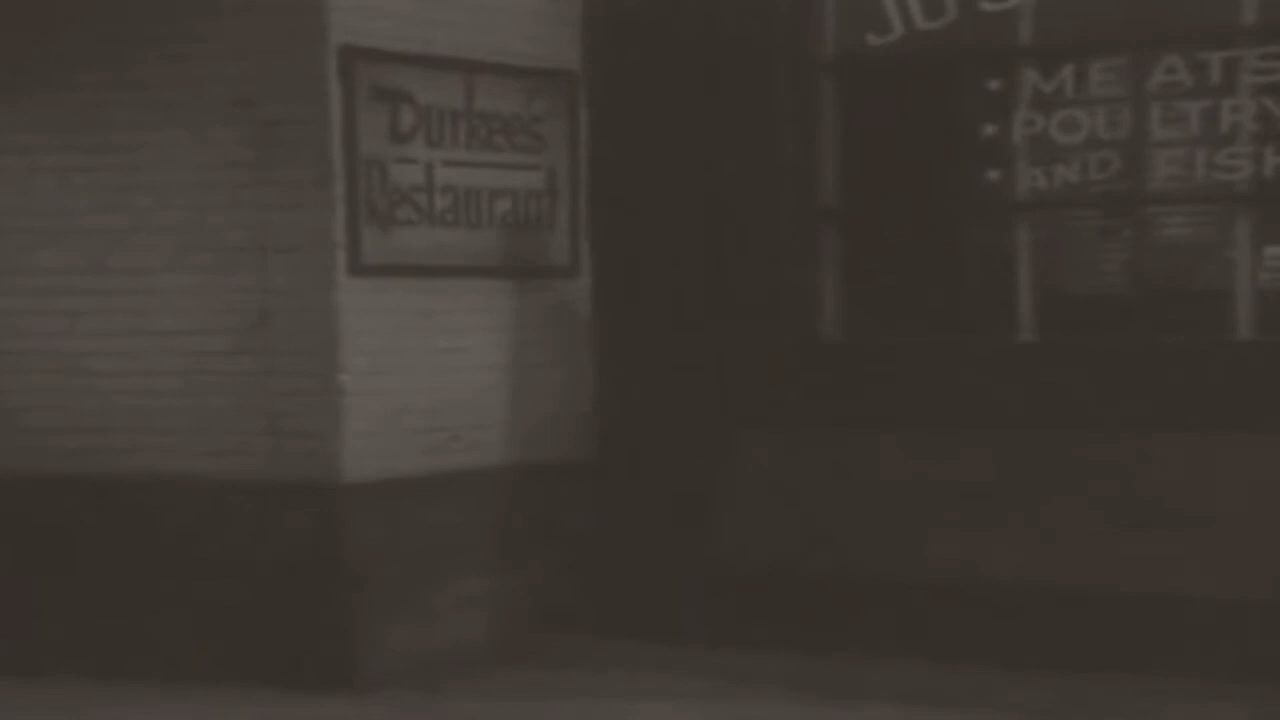 Durkee's
Restaurant
• MEATS
• POULTRY
• AND FISH